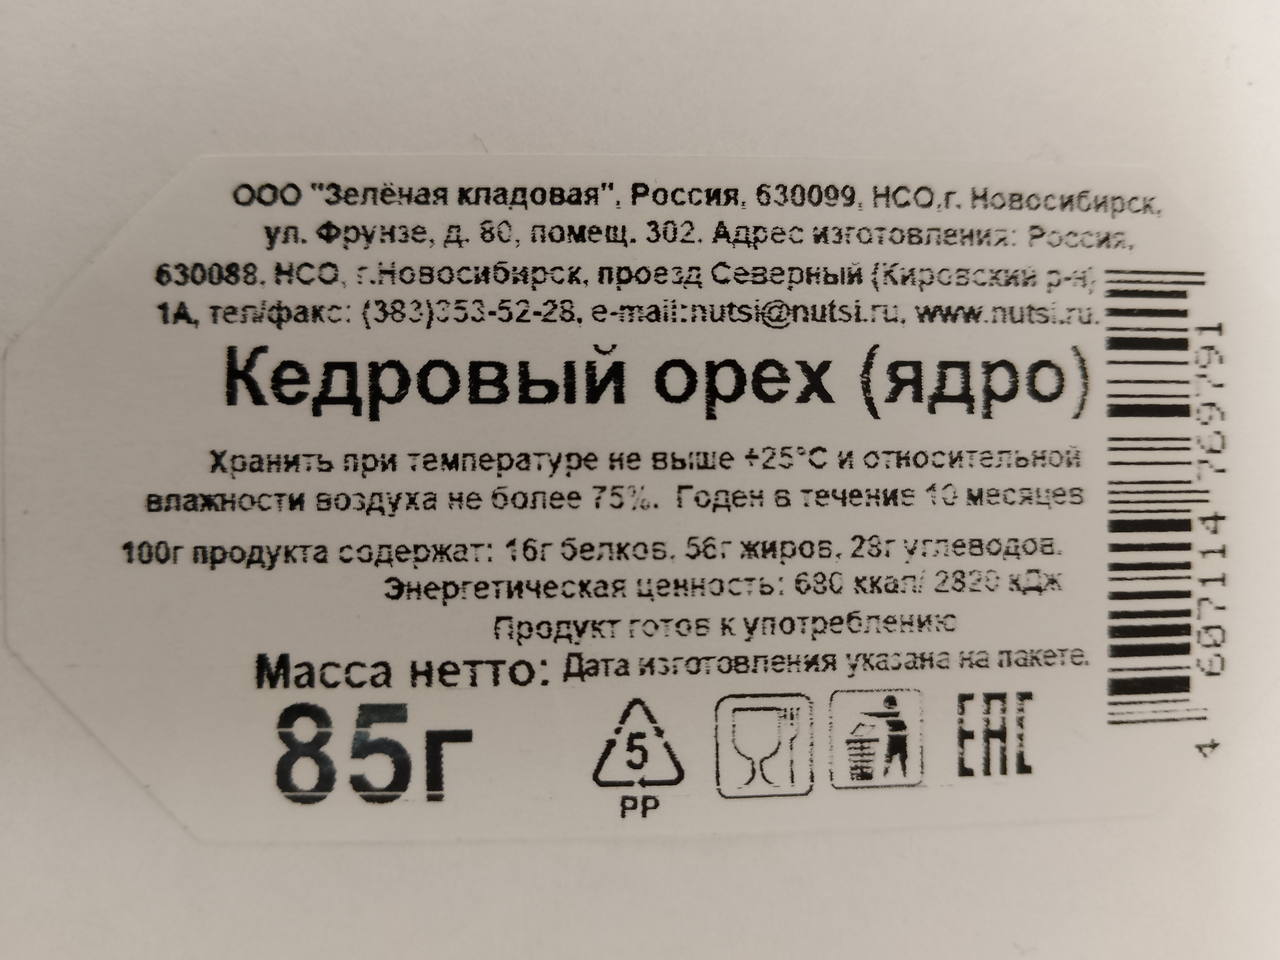 ООО "Зелёная кладовая", Россия, 630099, НСО,г. Новосибирск,
ул. Фрунзе, д. 80, помещ. 302. Адрес изготовления: Россия,
630088, НСО, г.Новосибирск, проезд Северный (Кировский р-н)
1А, тел/факс: (383)353-52-28, e-mail:nutsi@nutsi.ru, www.nutsi.ru.
Кедровый орех (ядро)
Хранить при температуре не выше +25°С и относительной
влажности воздуха не более 75%. Годен в течение 10 месяцев
100г продукта содержат: 16г белков, 56г жиров, 28г углеводов.
Энергетическая ценность: 680 ккал/ 2820 кДж
Продукт готов к употреблению
Масса нетто: Дата изготовления указана на пакете.
85г
5
PP
EAC
4 607114 769791